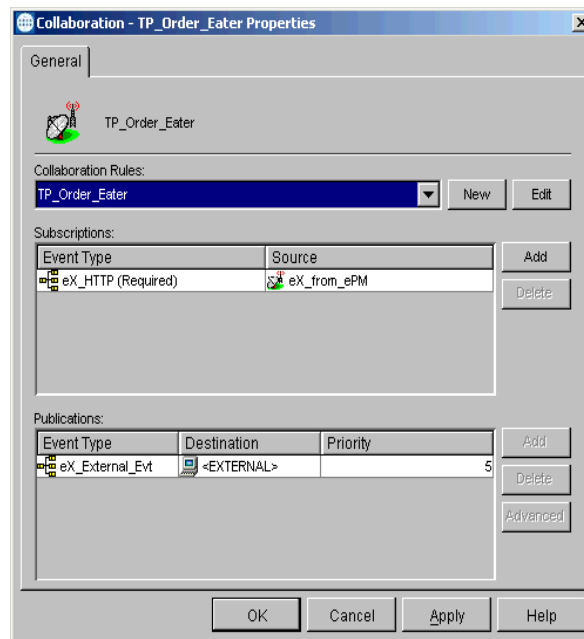 Collaboration - TP_Order_Eater Properties
General
TP_Order_Eater
Collaboration Rules:
TP_Order_Eater New Edit
Subscriptions:
Event Type Source Add
eX_HTTP (Required) eX_from_ePM
Delete
Publications:
Event Type Destination Priority Add
eX_External_Evt <EXTERNAL> 5
Delete
Advanced
OK Cancel Apply Help